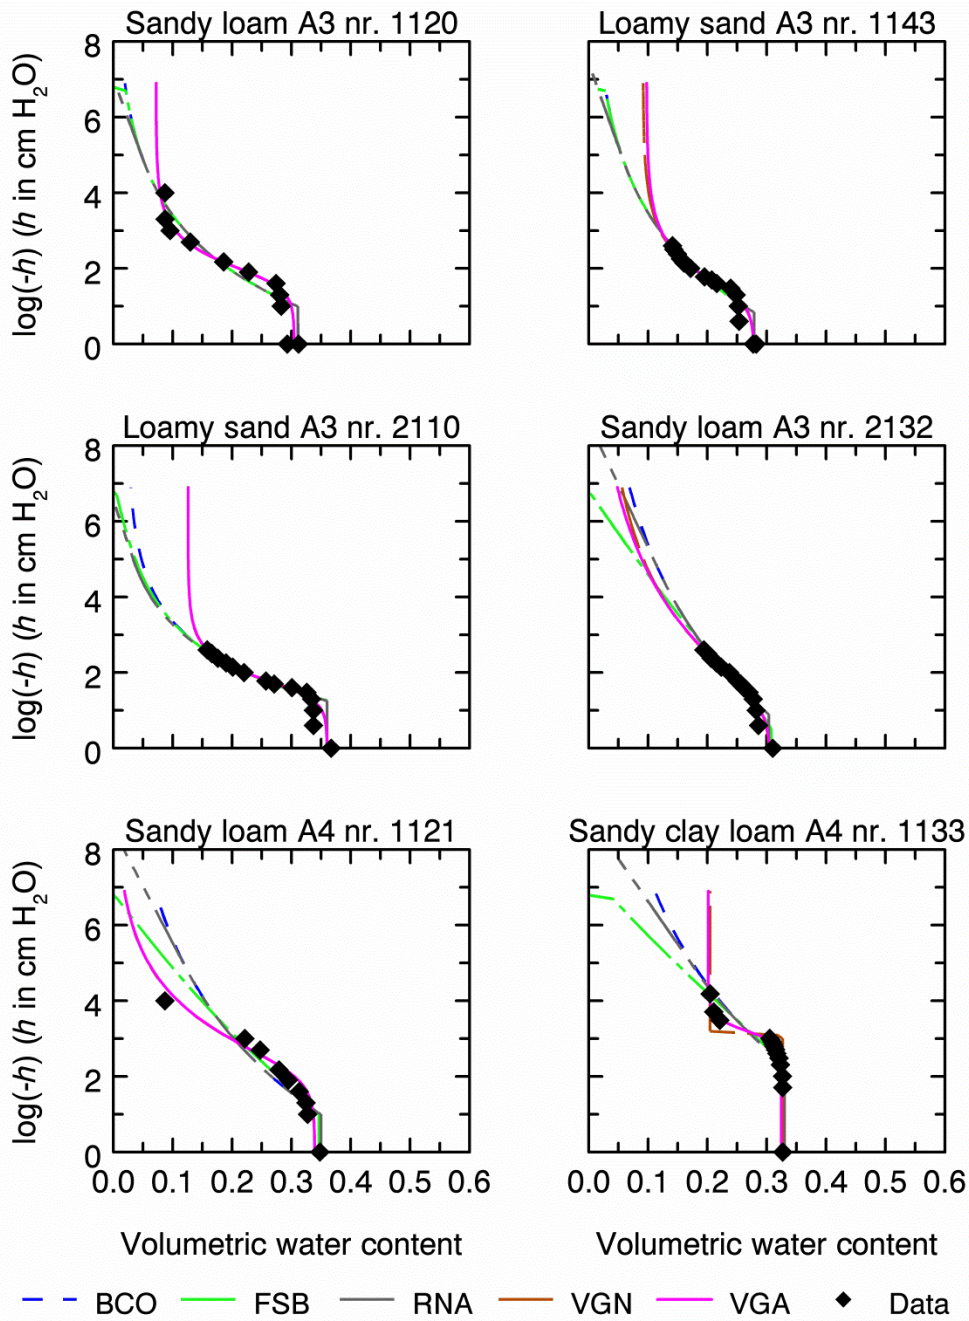 Sandy loam A3 nr. 1120
Loamy sand A3 nr. 1143
8
6
4
2
0
log(-h) (h in cm H2O)
Loamy sand A3 nr. 2110
Sandy loam A3 nr. 2132
8
6
4
2
0
log(-h) (h in cm H2O)
Sandy loam A4 nr. 1121
Sandy clay loam A4 nr. 1133
8
6
4
2
0
log(-h) (h in cm H2O)
0.0 0.1 0.2 0.3 0.4 0.5 0.6
0.0 0.1 0.2 0.3 0.4 0.5 0.6
Volumetric water content
Volumetric water content
BCO FSB RNA VGN VGA Data